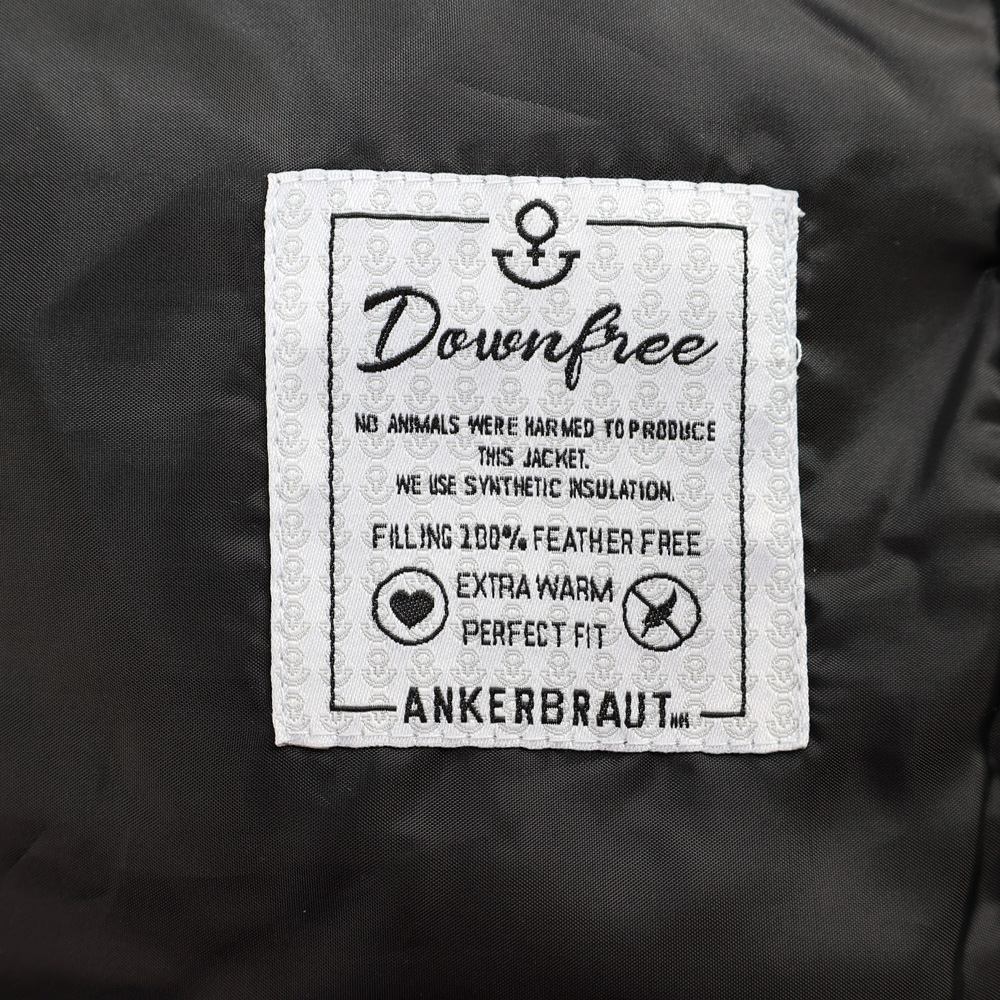 Downfree
NO ANIMALS WERE HARMED TO PRODUCE
THIS JACKET.
WE USE SYNTHETIC INSULATION.
FILLING 100% FEATHER FREE
EXTRA WARM
PERFECT FIT
ANKERBRAUT HH